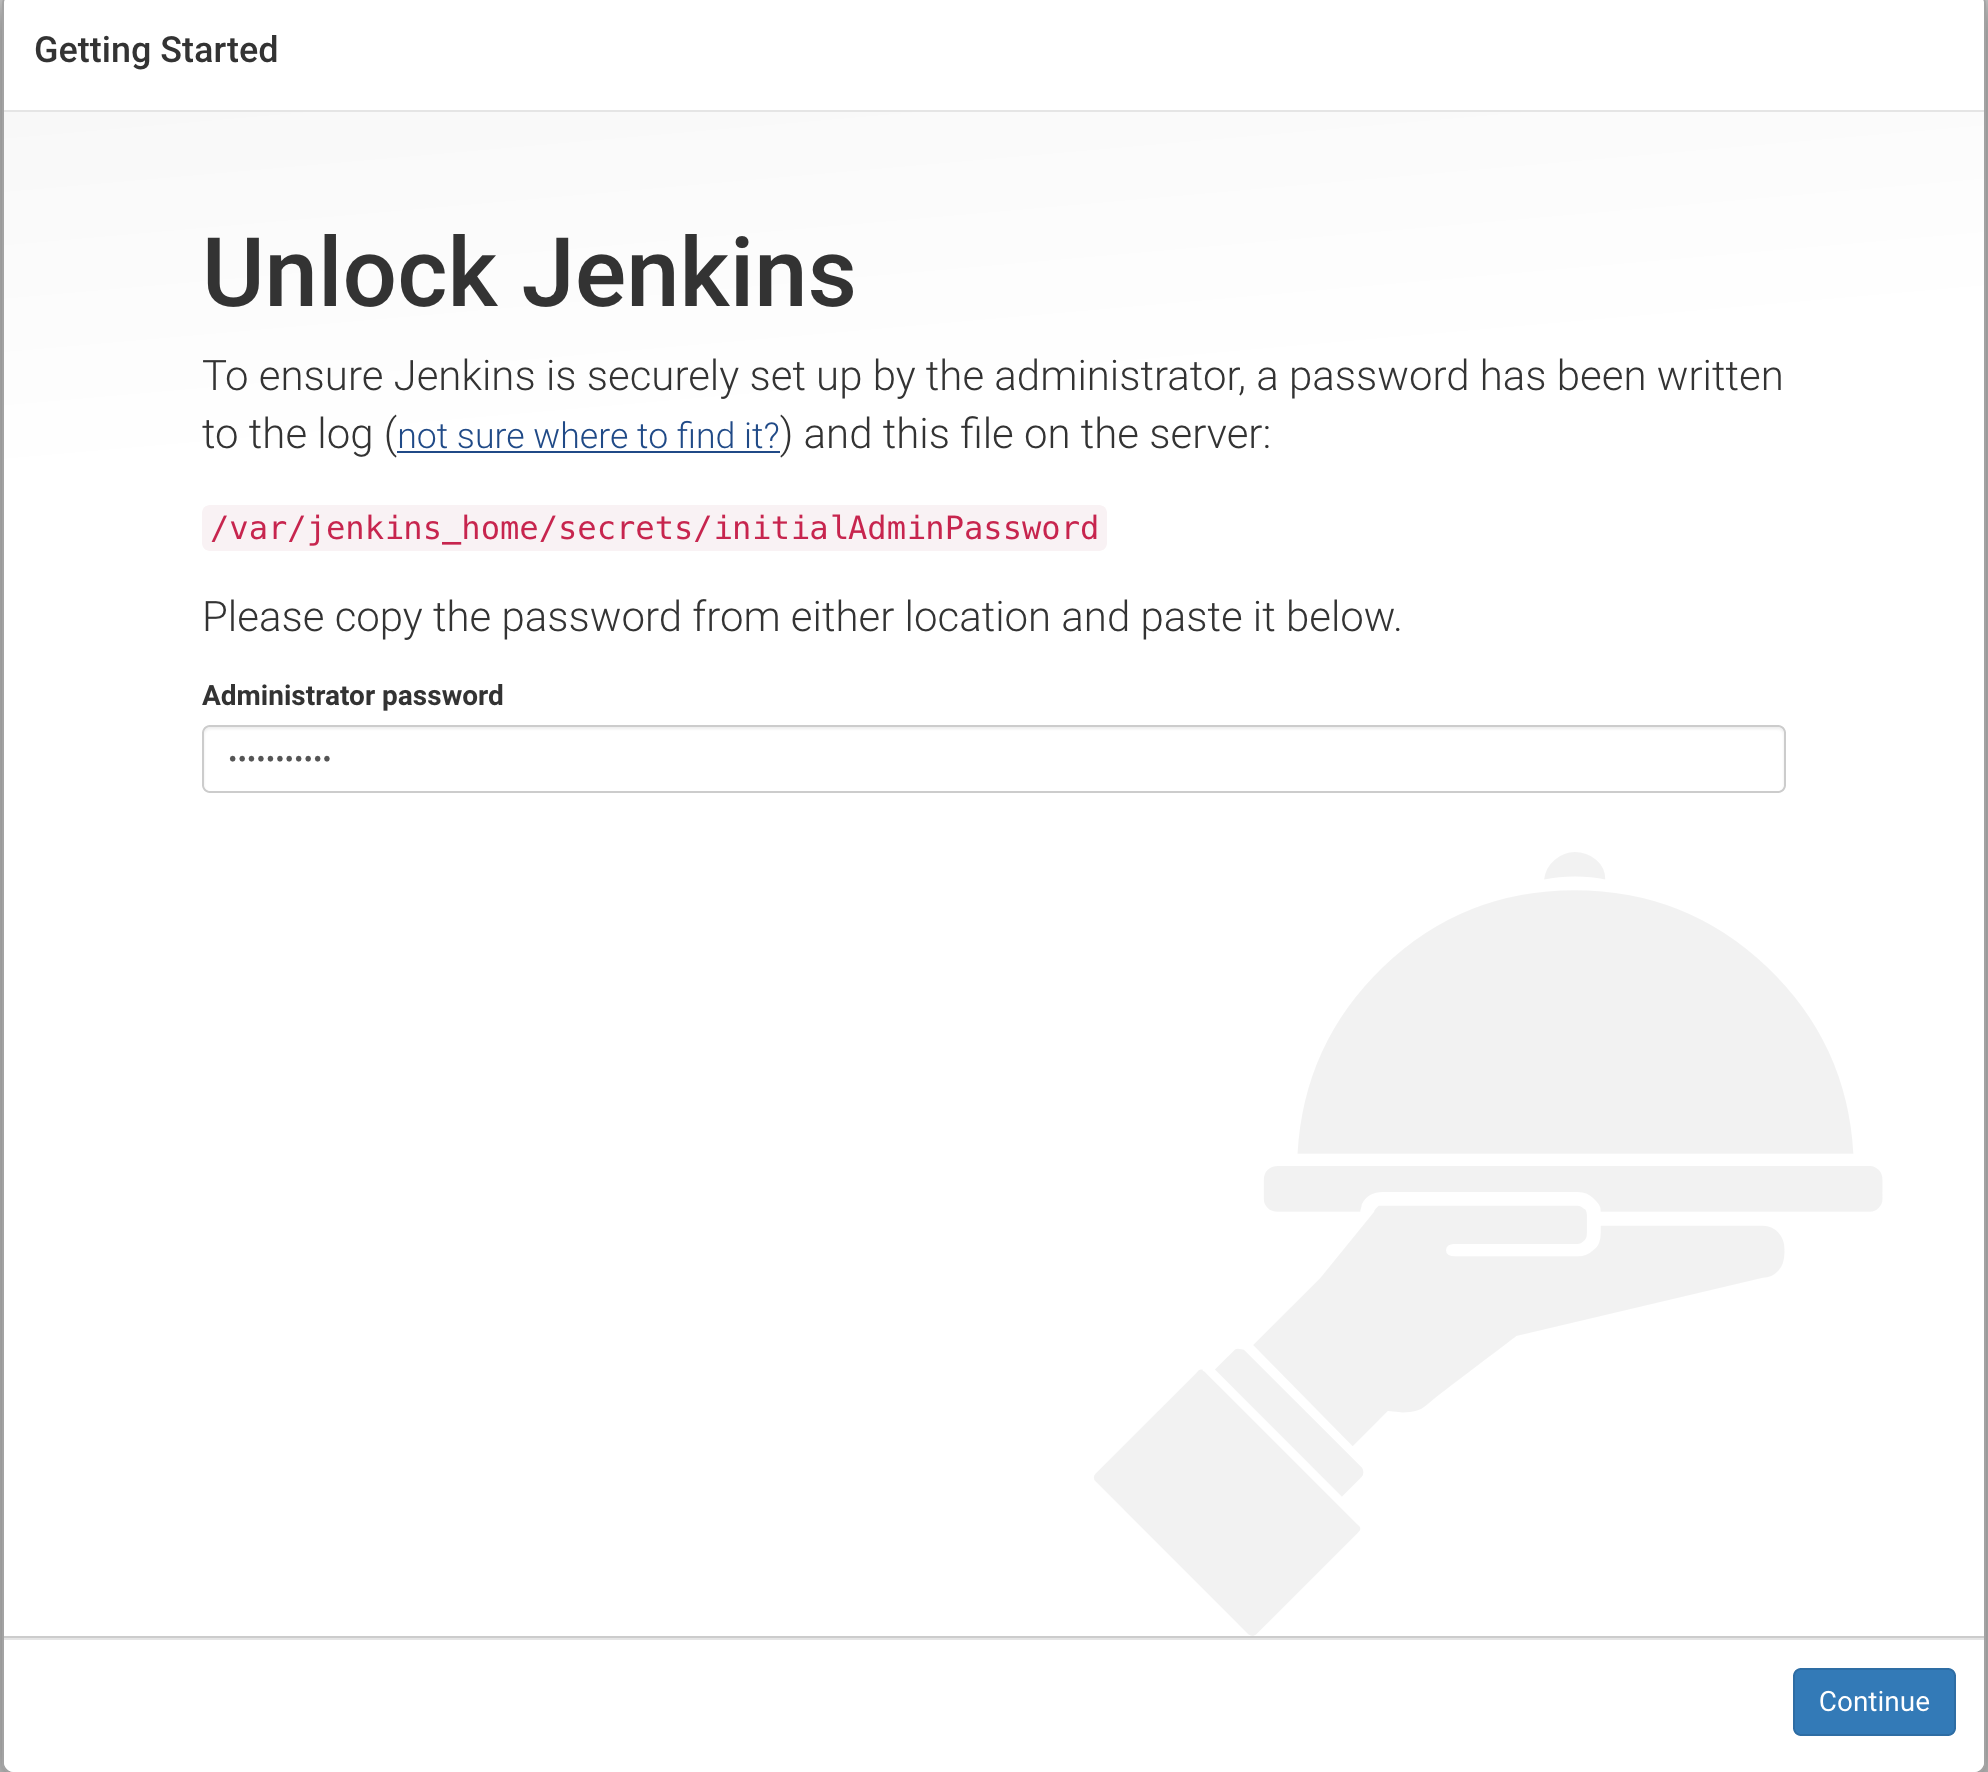 Getting Started
Unlock Jenkins
To ensure Jenkins is securely set up by the administrator, a password has been written
to the log (not sure where to find it?) and this file on the server:
/var/jenkins_home/secrets/initialAdminPassword
Please copy the password from either location and paste it below.
Administrator password
•••••••••••
Continue